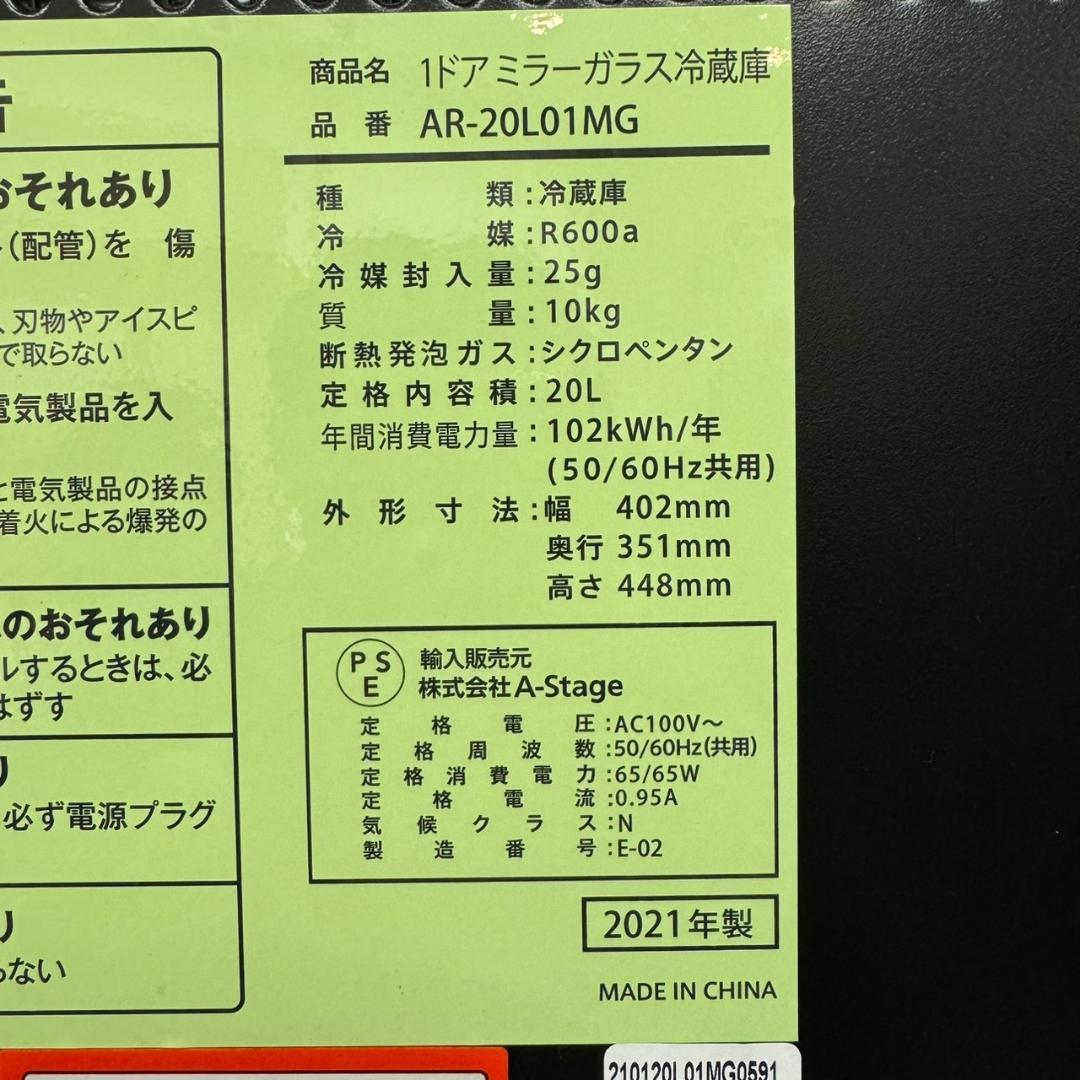 おそれあり
(配管)を 傷
、刃物やアイスピ
で取らない
電気製品を入
と電気製品の接点
着火による爆発の
のおそれあり
ルするときは、必
はずす
り
必ず電源プラグ
り
らない
商品名 1ドアミラーガラス冷蔵庫
品番 AR-20L01MG
種類:冷蔵庫
冷媒:R600a
冷媒封入量:25g
質量:10kg
断熱発泡ガス:シクロペンタン
定格内容積:20L
年間消費電力量:102kWh/年
(50/60Hz共用)
外形寸法:幅 402mm
奥行 351mm
高さ 448mm
PSE
輸入販売元
株式会社A-Stage
定格電圧:AC100V～
定格周波数:50/60Hz(共用)
定格消費電力:65/65W
定格電流:0.95A
気候クラス:N
製造番号:E-02
2021年製
MADE IN CHINA
210120L01MG0591